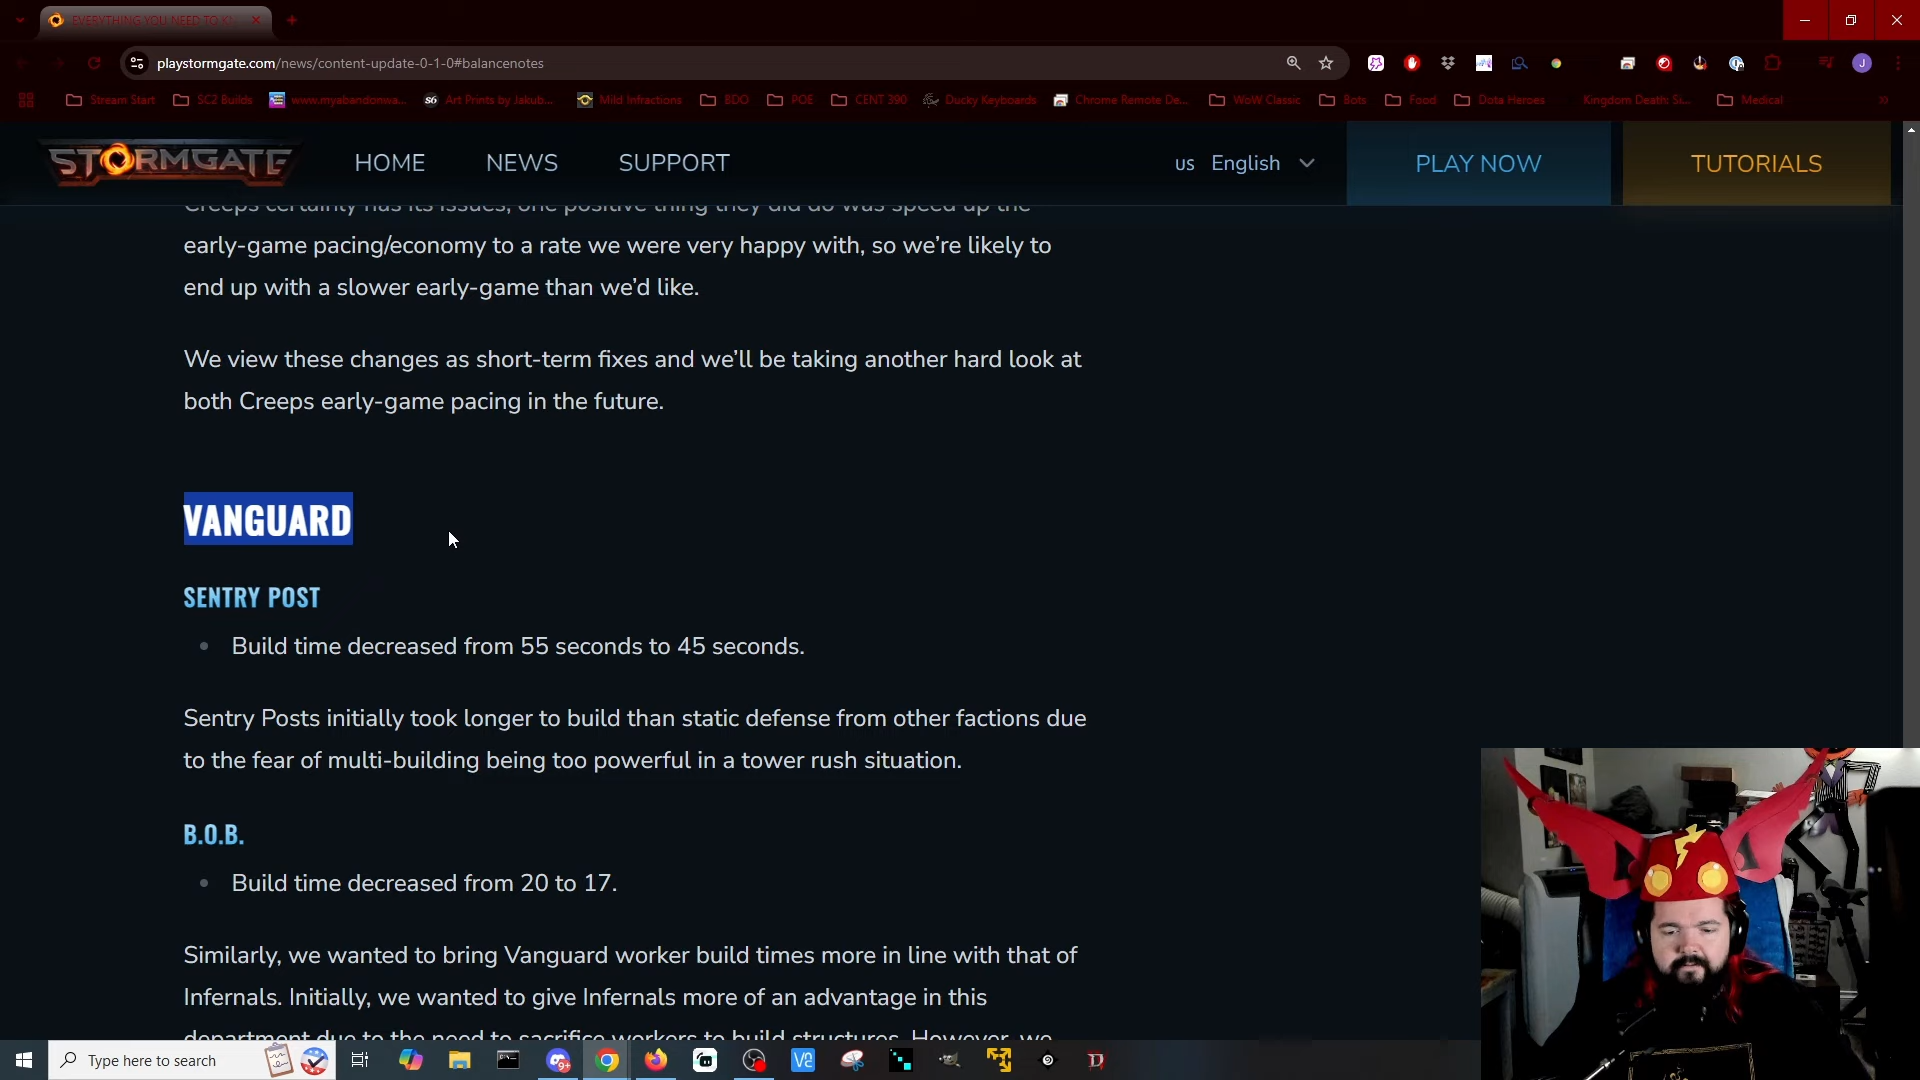 EVERYTHING YOU NEED TO K
playstormgate.com/news/content-update-0-1-0#balancenotes
Stream Start
SC2 Builds
www.myabandonwa...
Art Prints by Jakub...
Mild Infractions
BDO
POE
CENT 390
Ducky Keyboards
Chrome Remote De...
WoW Classic
Bots
Food
Dota Heroes
Kingdom Death: Si...
Medical
STORMGATE
HOME
NEWS
SUPPORT
us English
PLAY NOW
TUTORIALS
Creeps certainly has its issues, one positive thing they did do was speed up the
early-game pacing/economy to a rate we were very happy with, so we’re likely to
end up with a slower early-game than we’d like.
We view these changes as short-term fixes and we’ll be taking another hard look at
both Creeps early-game pacing in the future.
VANGUARD
SENTRY POST
Build time decreased from 55 seconds to 45 seconds.
Sentry Posts initially took longer to build than static defense from other factions due
to the fear of multi-building being too powerful in a tower rush situation.
B.O.B.
Build time decreased from 20 to 17.
Similarly, we wanted to bring Vanguard worker build times more in line with that of
Infernals. Initially, we wanted to give Infernals more of an advantage in this
department due to the need to sacrifice workers to build structures. However, we
Type here to search